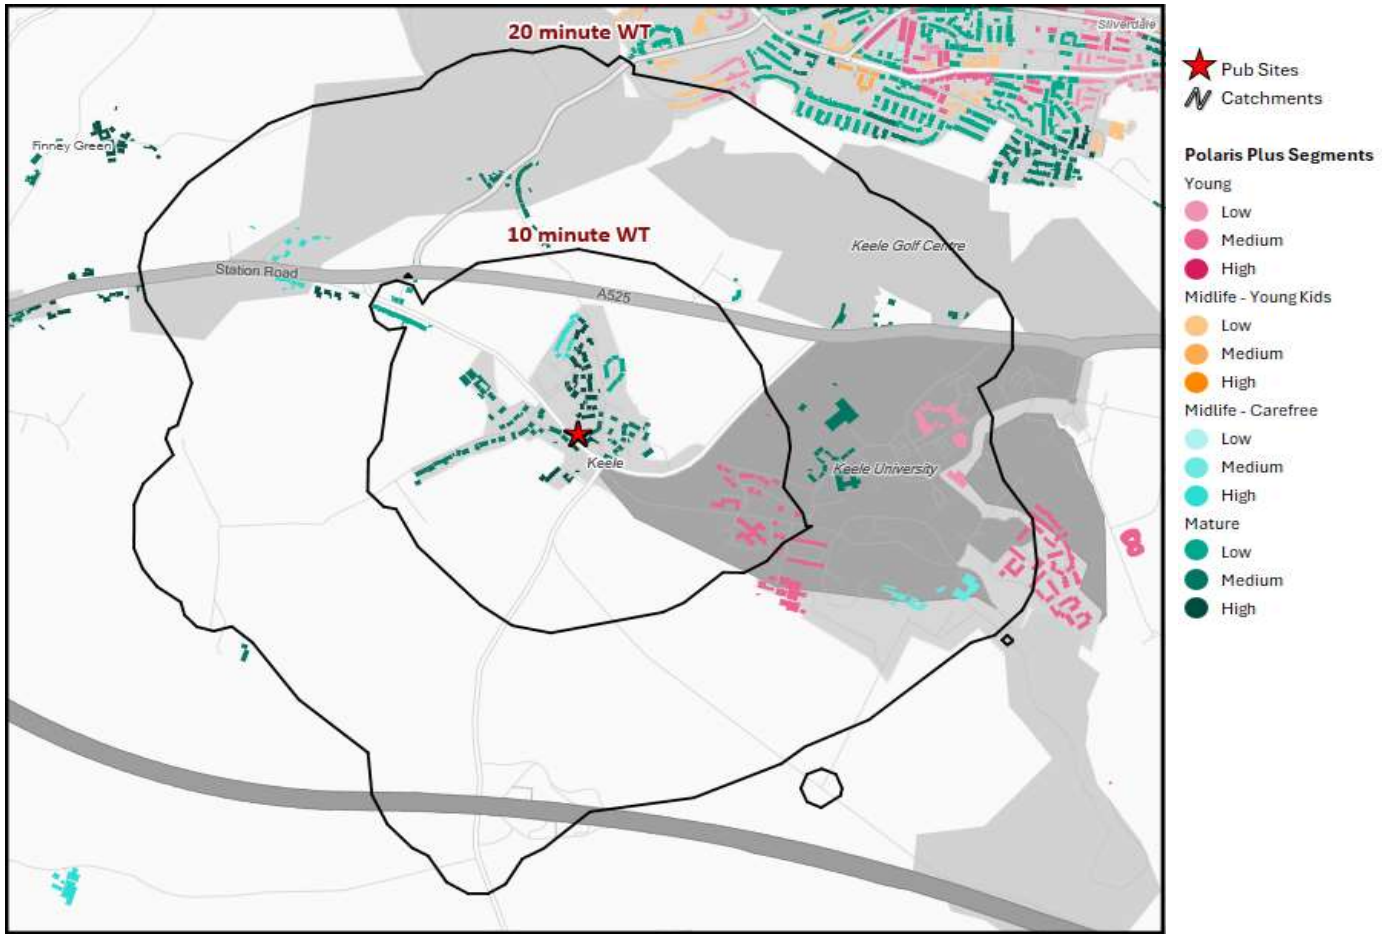 20 minute WT
Silverdale
Finney Green
10 minute WT
Keele Golf Centre
Station Road
A525
Keele
Keele University
Pub Sites
Catchments
Polaris Plus Segments
Young
Low
Medium
High
Midlife - Young Kids
Low
Medium
High
Midlife - Carefree
Low
Medium
High
Mature
Low
Medium
High